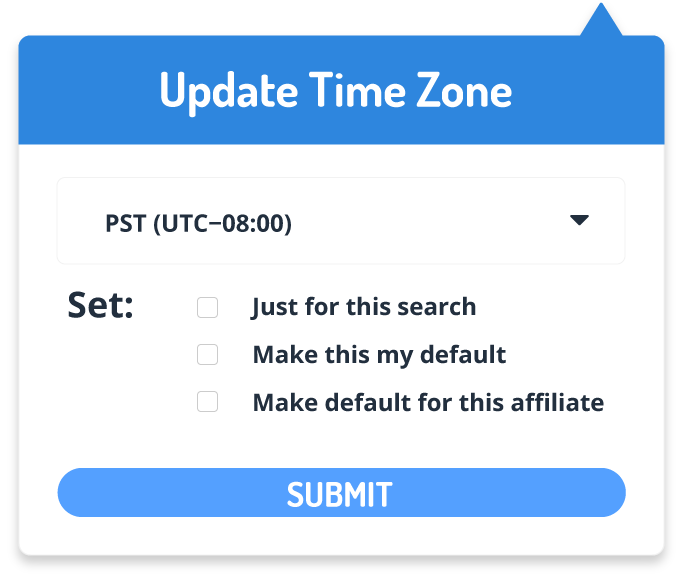 Update Time Zone
PST (UTC−08:00)
Set:
Just for this search
Make this my default
Make default for this affiliate
SUBMIT